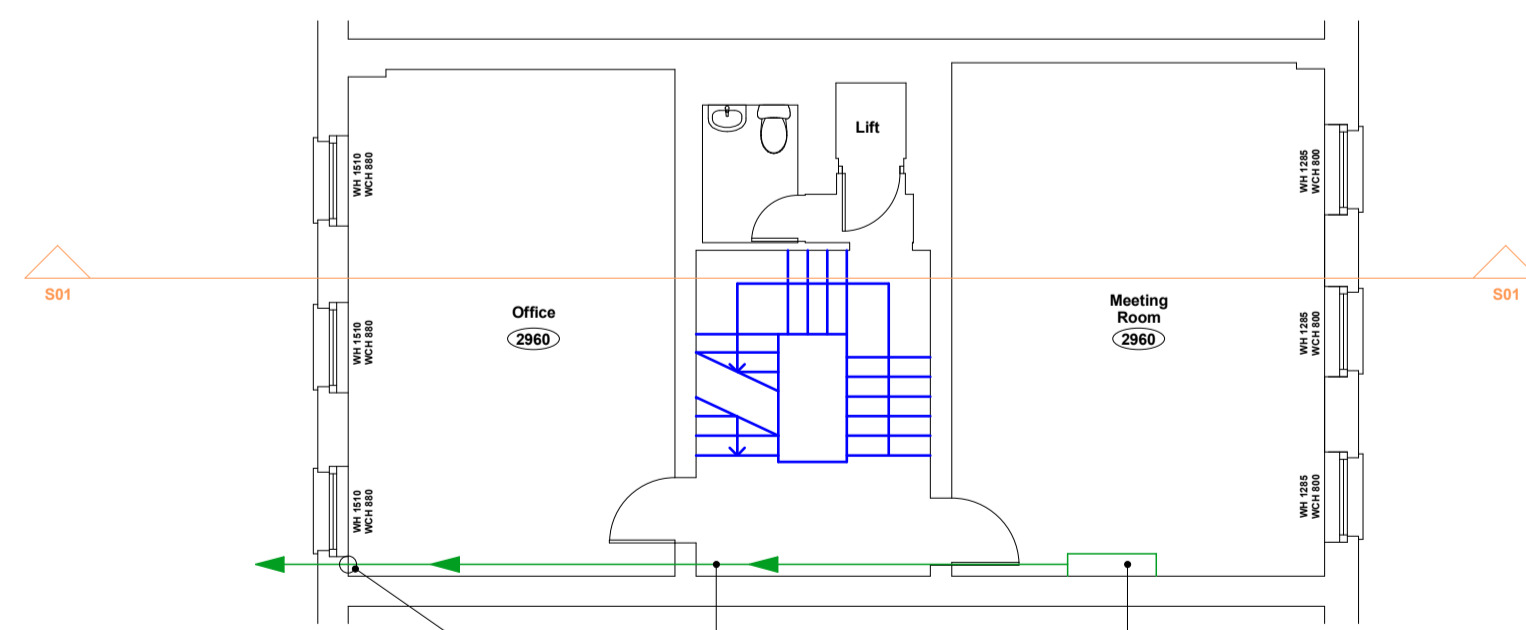 Lift
WH 1510
WCH 880
WH 1285
WCH 800
S01
S01
Office
2960
Meeting
Room
2960
WH 1510
WCH 880
WH 1285
WCH 800
WH 1510
WCH 880
WH 1285
WCH 800